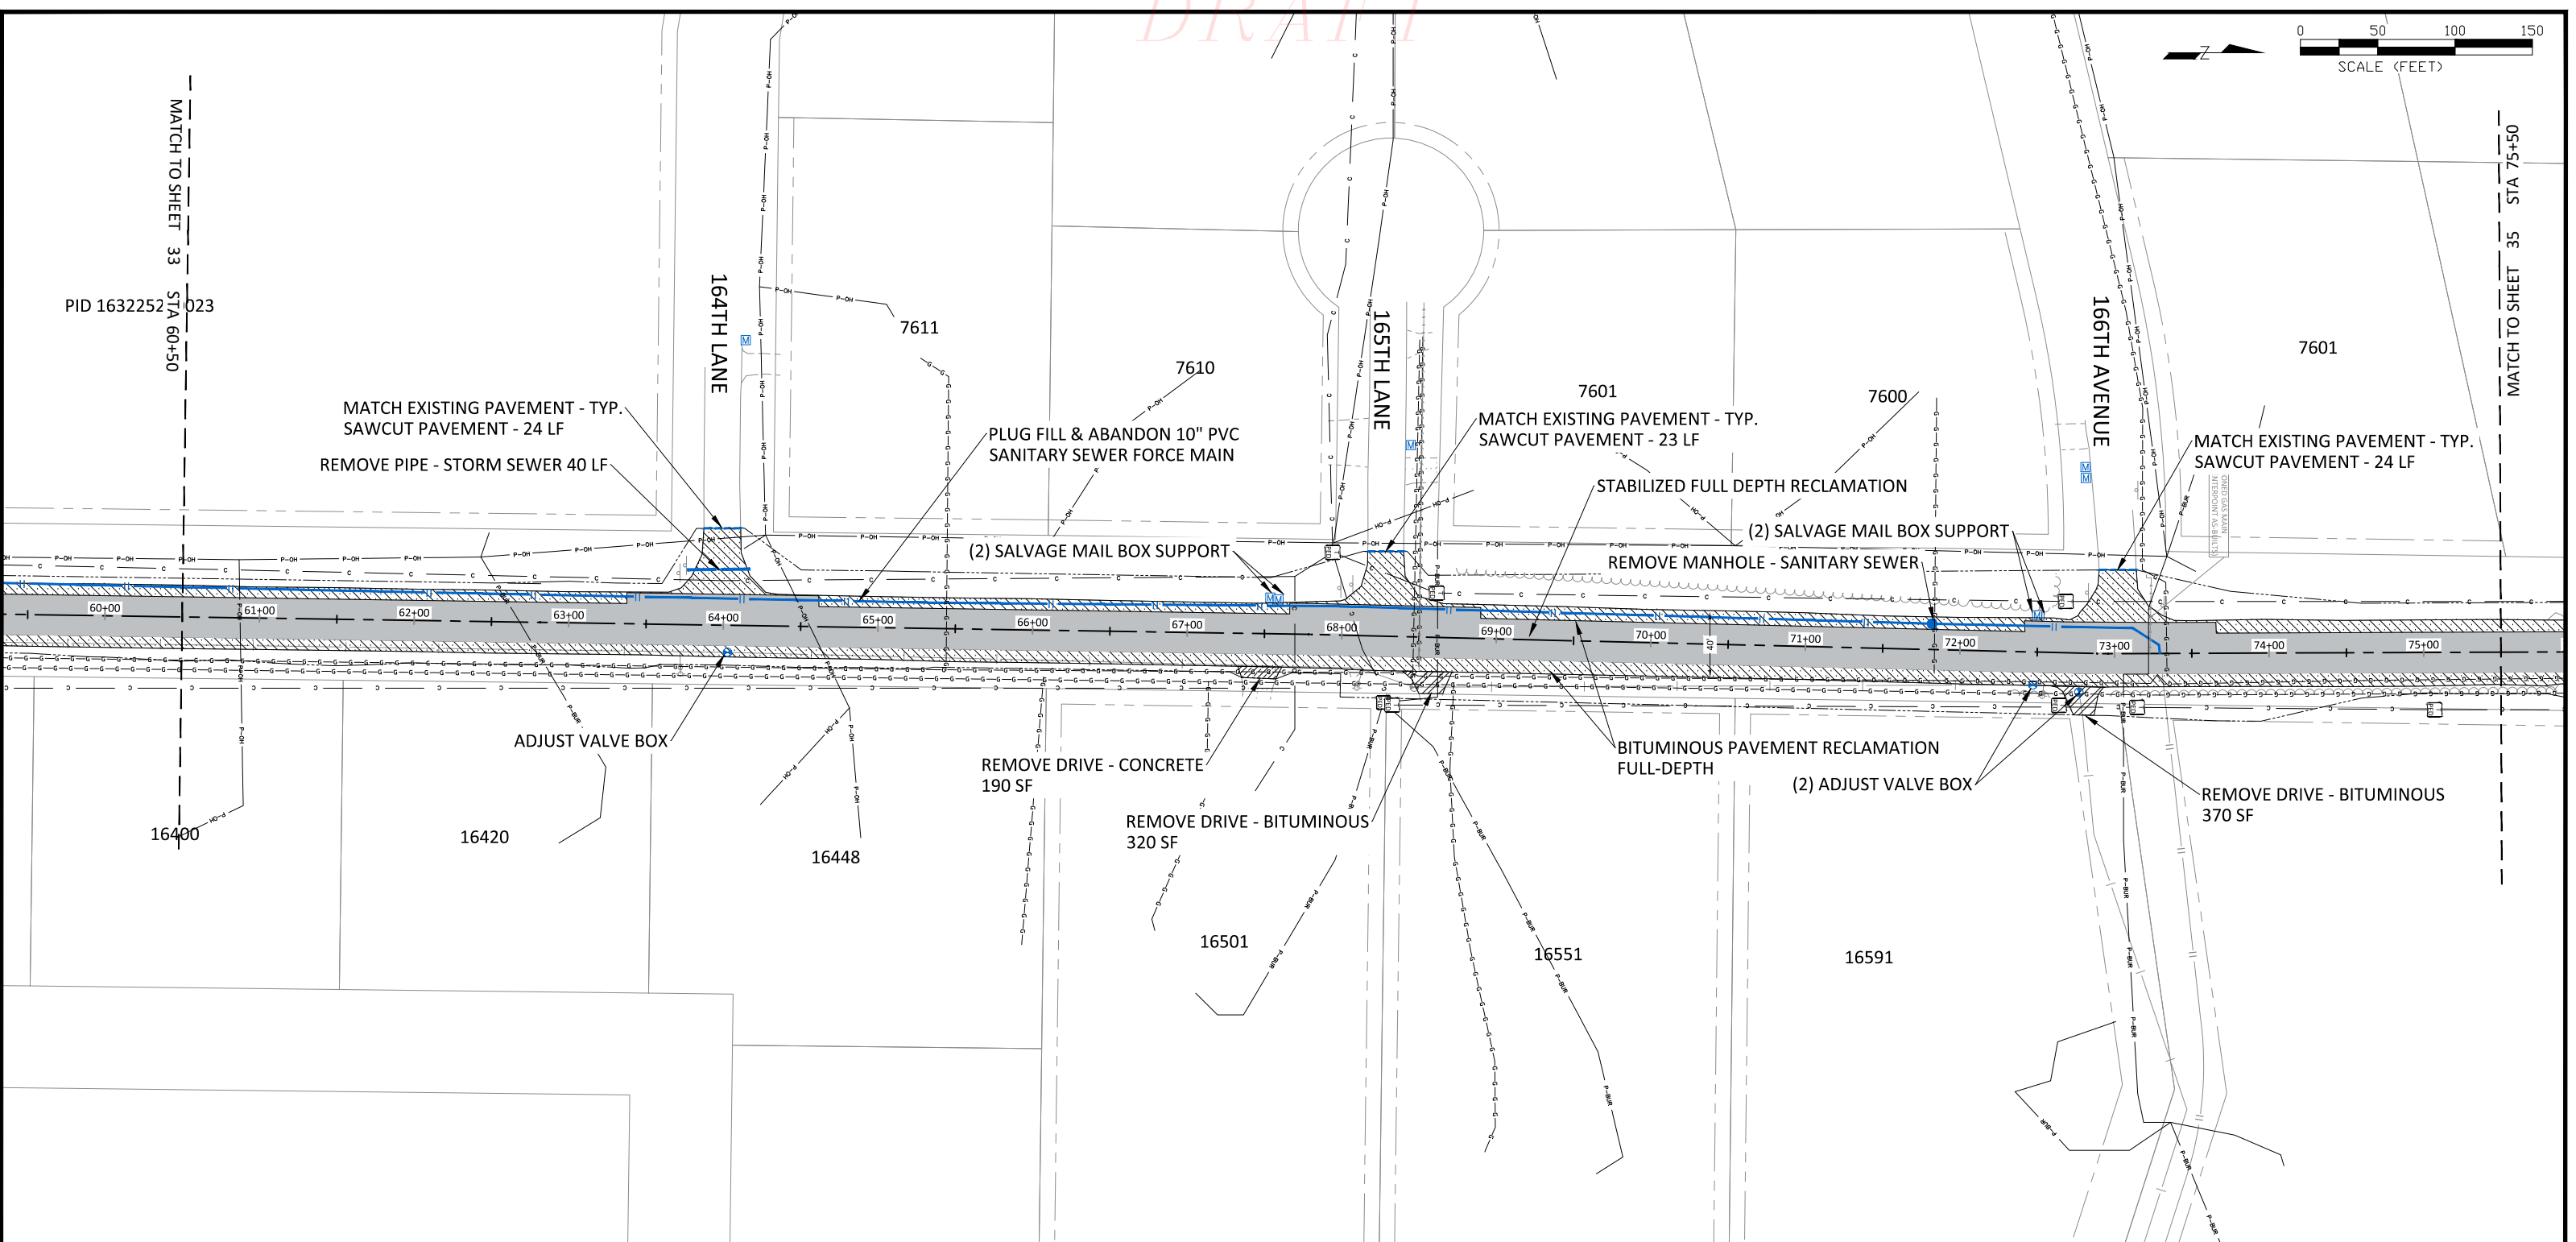 DRAFT
0 50 100 150
SCALE (FEET)
Z
MATCH TO SHEET 33 STA 60+50
MATCH TO SHEET 35 STA 75+50
PID 1632252
023
164TH LANE
165TH LANE
166TH AVENUE
7611
7610
7601
7600
7601
MATCH EXISTING PAVEMENT - TYP.
SAWCUT PAVEMENT - 24 LF
REMOVE PIPE - STORM SEWER 40 LF
PLUG FILL & ABANDON 10" PVC
SANITARY SEWER FORCE MAIN
(2) SALVAGE MAIL BOX SUPPORT
MATCH EXISTING PAVEMENT - TYP.
SAWCUT PAVEMENT - 23 LF
STABILIZED FULL DEPTH RECLAMATION
(2) SALVAGE MAIL BOX SUPPORT
REMOVE MANHOLE - SANITARY SEWER
MATCH EXISTING PAVEMENT - TYP.
SAWCUT PAVEMENT - 24 LF
60+00 61+00 62+00 63+00 64+00 65+00 66+00 67+00 68+00 69+00 70+00 71+00 72+00 73+00 74+00 75+00
40'
ADJUST VALVE BOX
REMOVE DRIVE - CONCRETE
190 SF
REMOVE DRIVE - BITUMINOUS
320 SF
BITUMINOUS PAVEMENT RECLAMATION
FULL-DEPTH
(2) ADJUST VALVE BOX
REMOVE DRIVE - BITUMINOUS
370 SF
16400
16420
16448
16501
16551
16591